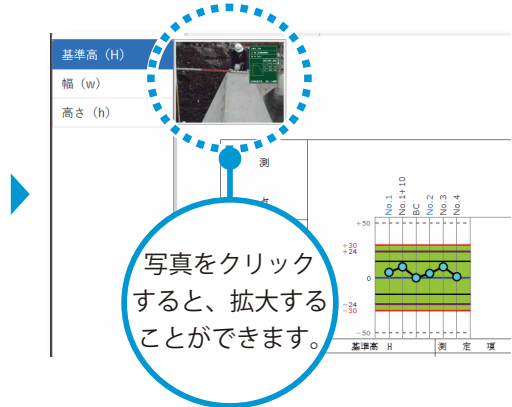 基準高（H）
幅（w）
高さ（h）
測
写真をクリック
すると、拡大する
ことができます。
No.1
No.1+10
BC
No.2
No.3
No.4
+50
+30
+24
0
-24
-30
-50
基準高 H
測 定 項